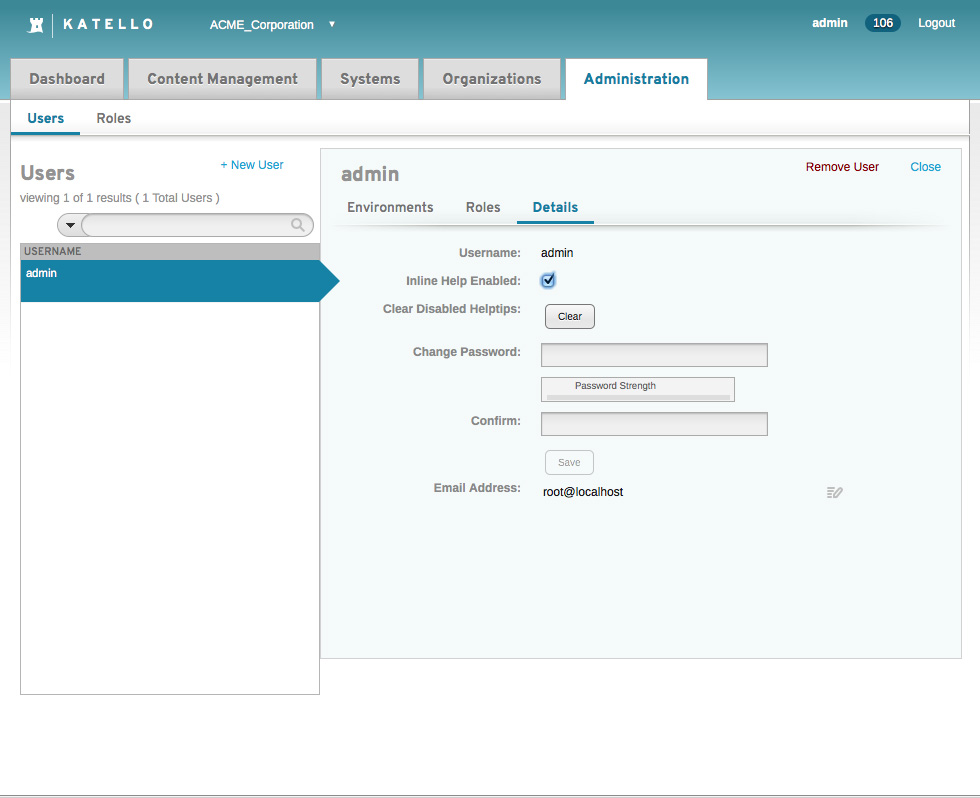 KATELLO ACME_Corporation ▼ admin 106 Logout
Dashboard Content Management Systems Organizations Administration
Users Roles
Users + New User
viewing 1 of 1 results ( 1 Total Users )
USERNAME
admin
admin Remove User Close
Environments Roles Details
Username: admin
Inline Help Enabled:
Clear Disabled Helptips: Clear
Change Password:
Password Strength
Confirm:
Save
Email Address: root@localhost